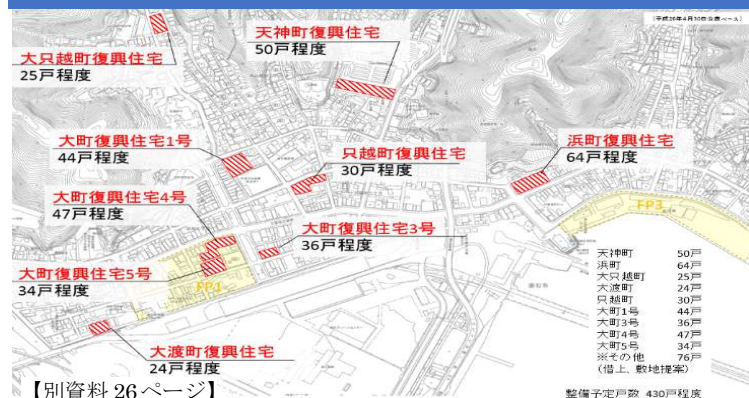 (平成26年4月30日公表ベース)
天神町復興住宅
50戸程度
大只越町復興住宅
25戸程度
大町復興住宅1号
44戸程度
只越町復興住宅
30戸程度
浜町復興住宅
64戸程度
大町復興住宅4号
47戸程度
大町復興住宅3号
36戸程度
FP3
大町復興住宅5号
34戸程度
FP1
大渡町復興住宅
24戸程度
天神町 50戸
浜町 64戸
大只越町 25戸
大渡町 24戸
只越町 30戸
大町1号 44戸
大町3号 36戸
大町4号 47戸
大町5号 34戸
※その他 76戸
(借上、敷地提案)
整備予定戸数 430戸程度
【別資料 26 ページ】